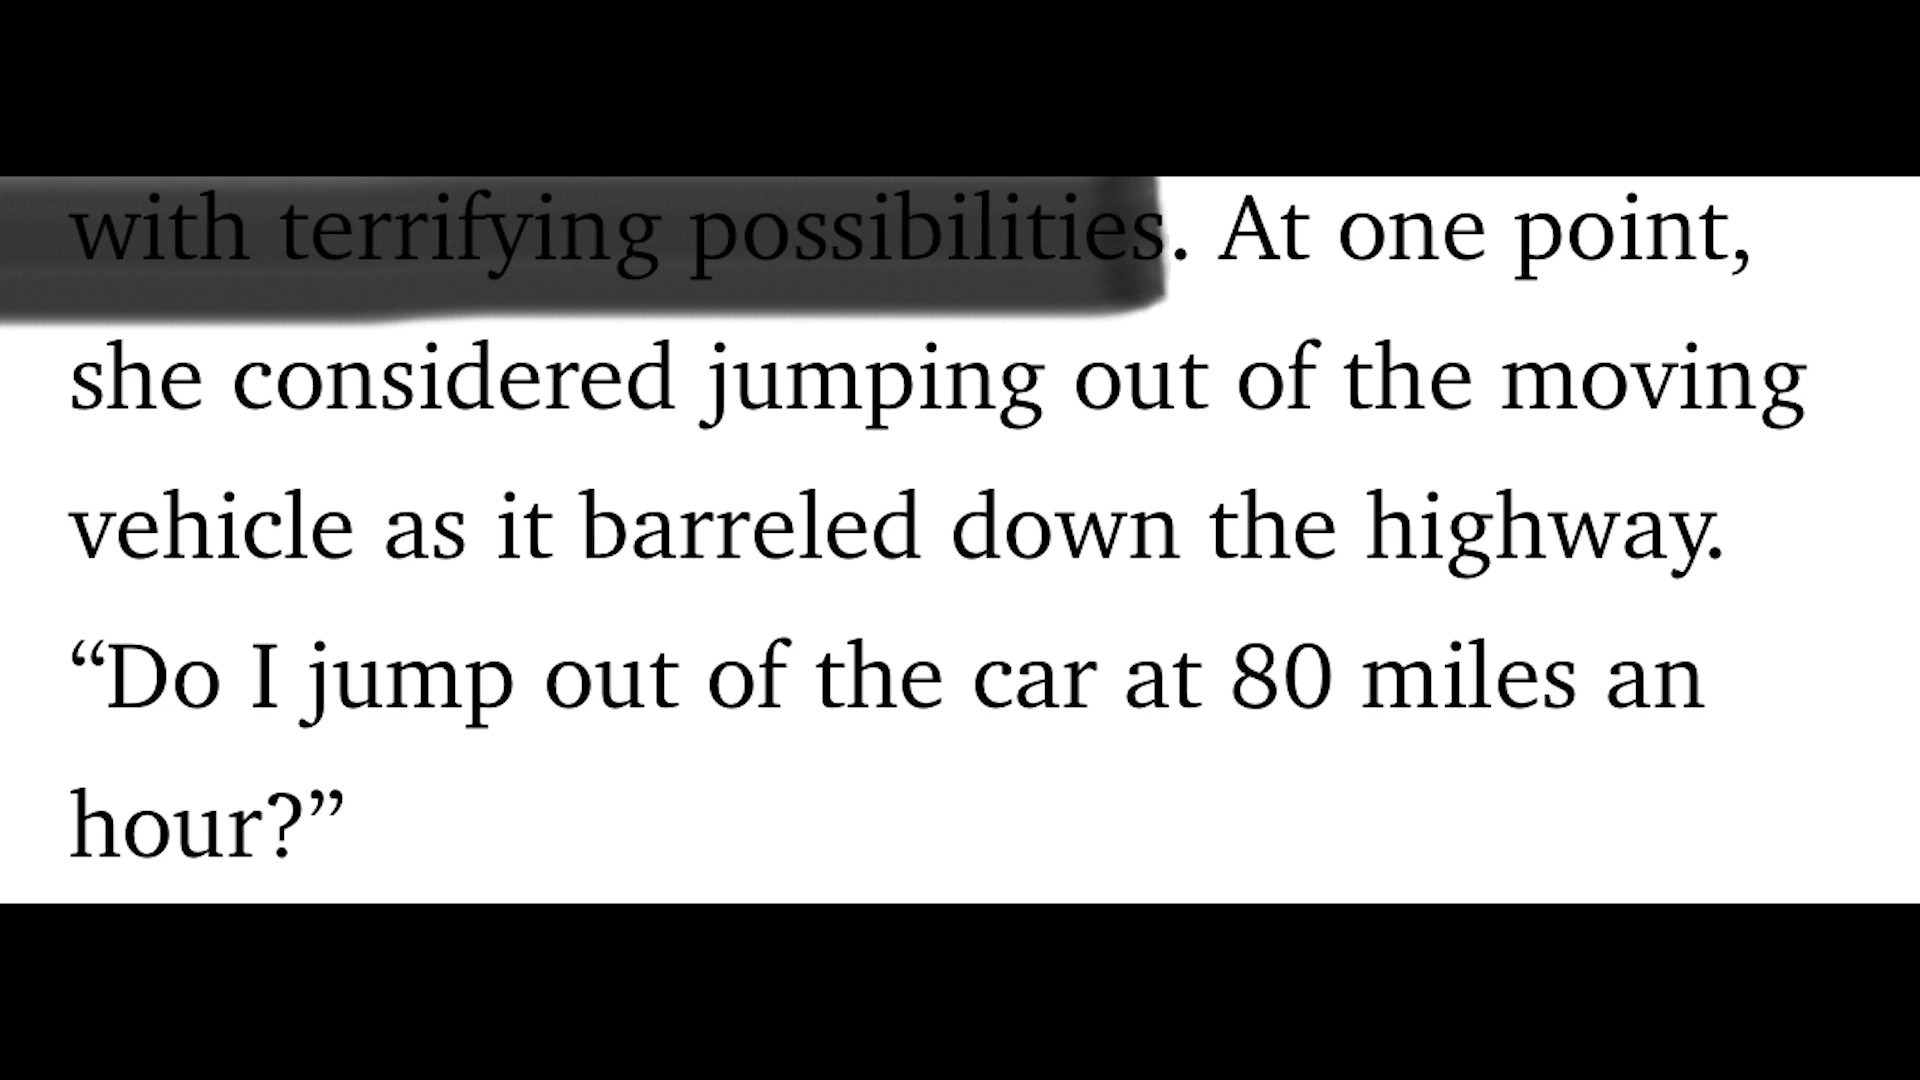 with terrifying possibilities. At one point,
she considered jumping out of the moving
vehicle as it barreled down the highway.
“Do I jump out of the car at 80 miles an
hour?”